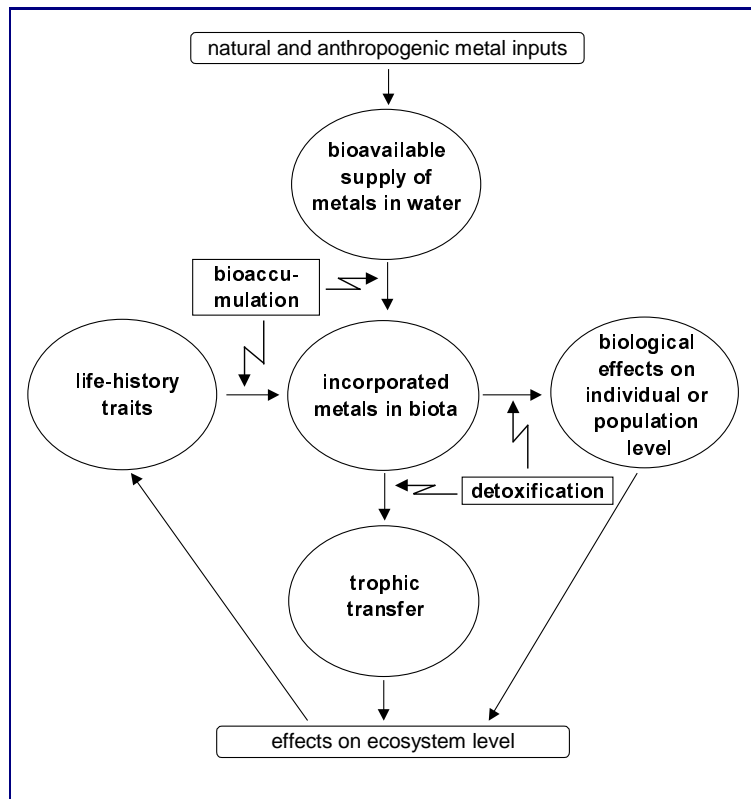 natural and anthropogenic metal inputs
bioavailable
supply of
metals in water
bioaccu-
mulation
life-history
traits
incorporated
metals in biota
biological
effects on
individual or
population
level
detoxification
trophic
transfer
effects on ecosystem level